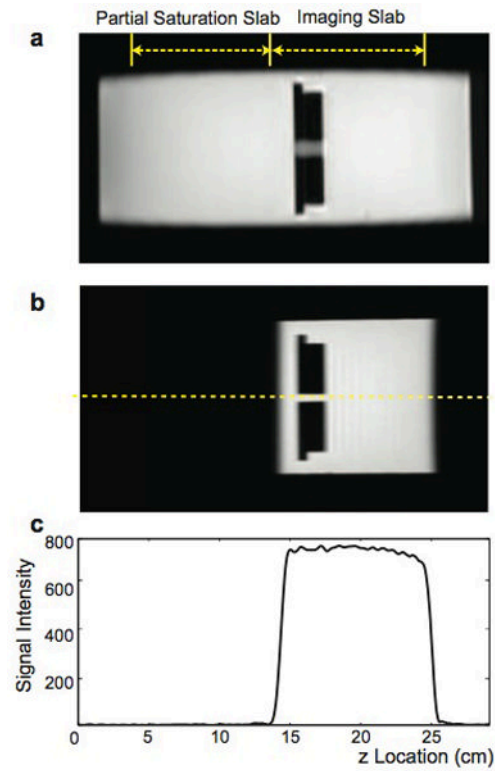 Partial Saturation Slab Imaging Slab
a
b
c
800
600
400
200
Signal Intensity
0 5 10 15 20 25 30
z Location (cm)